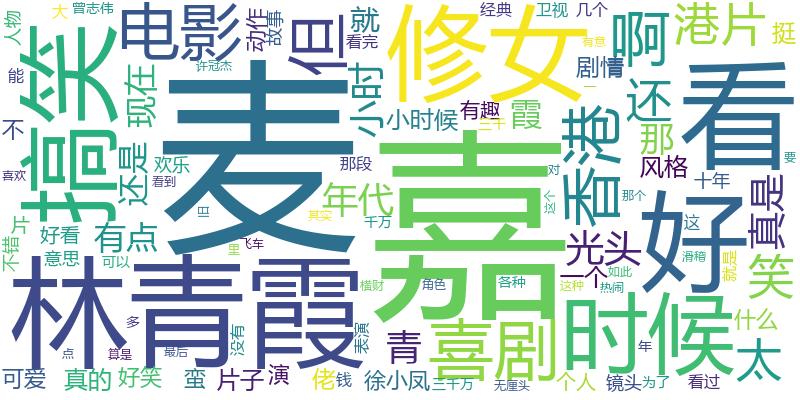 人物
能
大
曾志伟
电影
动作
故事
但
看完
经典
卫视
几个
有意
一
啊
港片
挺
搞笑
现在
许冠杰
就
小时
修女
剧情
还
看
不
麦
小时候
有趣
三千
霞
香港
那
喜欢
还是
欢乐
看到
那段
嘉
对
这个
风格
那个
十年
真是
要
不错
片
好看
意思
有点
可以
旧
里
飞车
年代
其实
千万
光头
一个
好
这
滑稽
笑
林青霞
横财
角色
各种
这种
如此
热闹
就是
多
没有
表演
青
喜剧
时候
年
什么
太
点
算是
最后
可爱
真的
好笑
蛮
片子
演
佬
钱
徐小凤
三千万
无厘头
个人
镜头
为了
看过